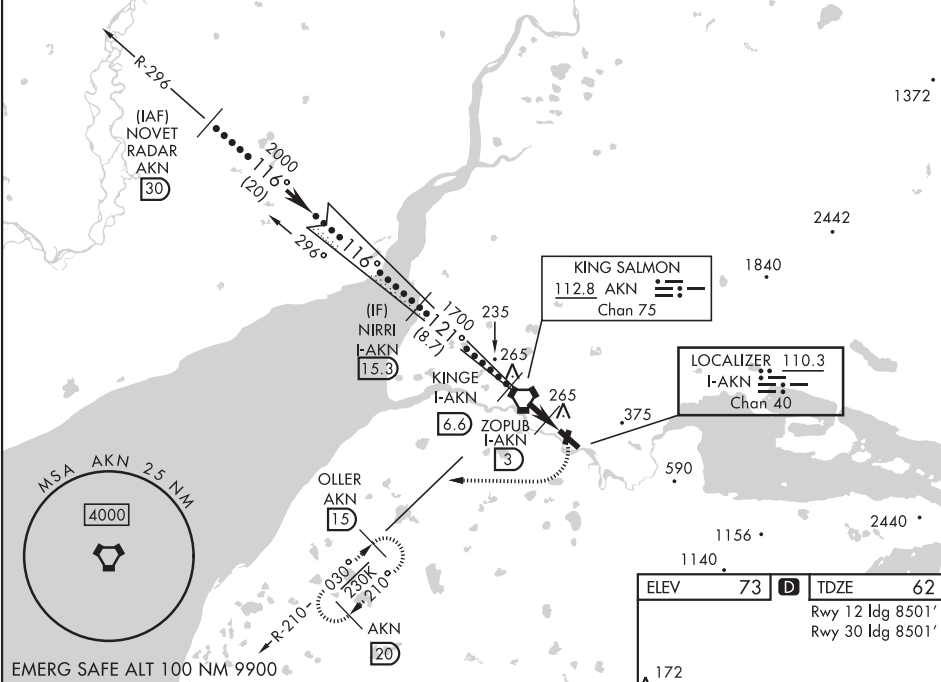 R-296
1372
(IAF)
NOVET
RADAR
AKN
30
2000
116°
(20)
296°
116°
2442
1840
KING SALMON
112.8 AKN
Chan 75
(IF)
NIRRI
I-AKN
15.3
1700
121°
(8.7)
235
265
KINGE
I-AKN
6.6
265
ZOPUB
I-AKN
3
LOCALIZER 110.3
I-AKN
Chan 40
375
590
MSA AKN 25 NM
4000
OLLER
AKN
15
030°
230K
210°
R-210
AKN
20
2440
1156
1140
ELEV 73 D TDZE 62
Rwy 12 ldg 8501'
Rwy 30 ldg 8501'
172
EMERG SAFE ALT 100 NM 9900